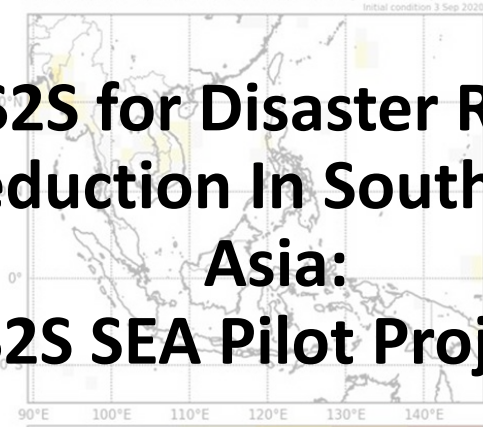 Initial condition 3 Sep 2020
S2S for Disaster R
eduction In South
Asia:
S2S SEA Pilot Proj
0°
90°E 100°E 110°E 120°E 130°E 140°E